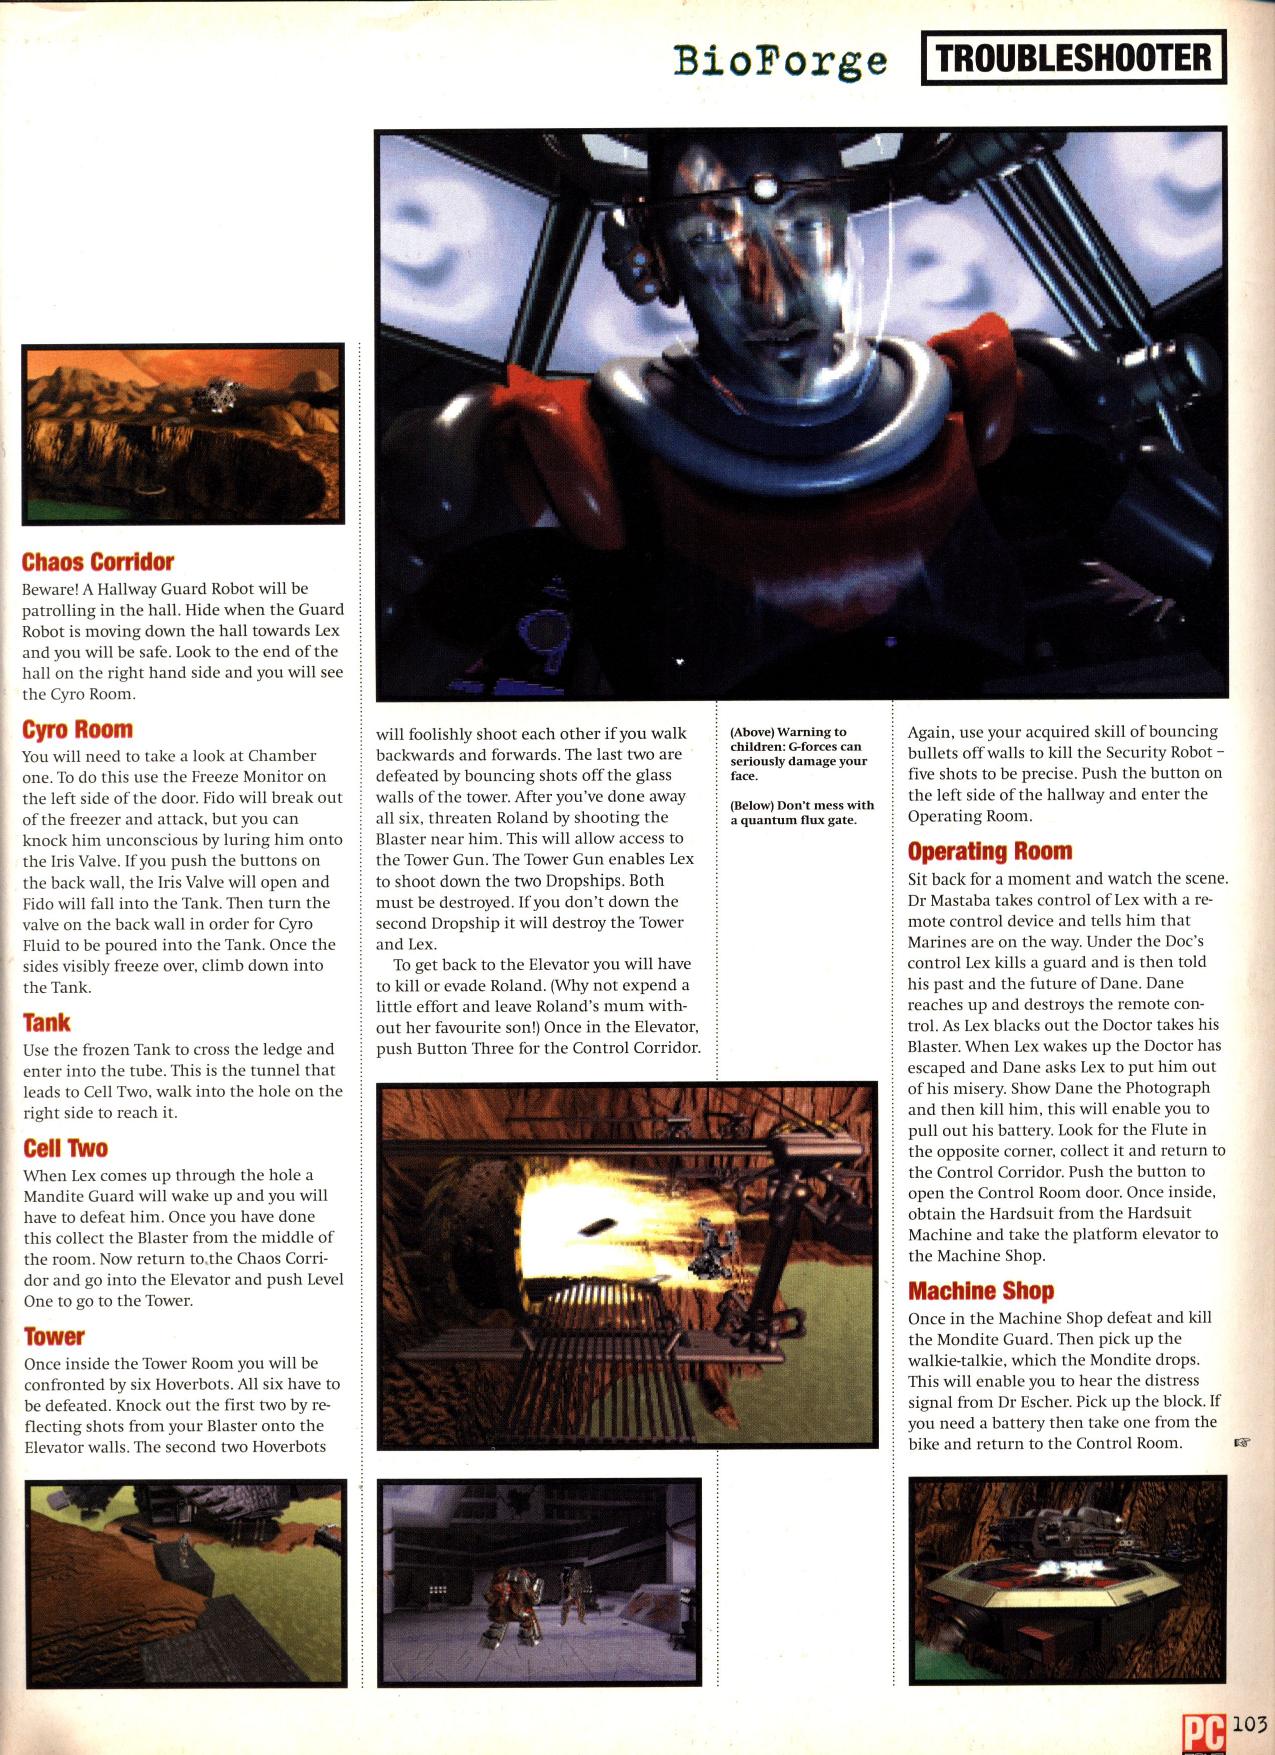 BioForge
TROUBLESHOOTER
Chaos Corridor
Beware! A Hallway Guard Robot will be
patrolling in the hall. Hide when the Guard
Robot is moving down the hall towards Lex
and you will be safe. Look to the end of the
hall on the right hand side and you will see
the Cyro Room.
Cyro Room
You will need to take a look at Chamber
one. To do this use the Freeze Monitor on
the left side of the door. Fido will break out
of the freezer and attack, but you can
knock him unconscious by luring him onto
the Iris Valve. If you push the buttons on
the back wall, the Iris Valve will open and
Fido will fall into the Tank. Then turn the
valve on the back wall in order for Cyro
Fluid to be poured into the Tank. Once the
sides visibly freeze over, climb down into
the Tank.
Tank
Use the frozen Tank to cross the ledge and
enter into the tube. This is the tunnel that
leads to Cell Two, walk into the hole on the
right side to reach it.
Cell Two
When Lex comes up through the hole a
Mandite Guard will wake up and you will
have to defeat him. Once you have done
this collect the Blaster from the middle of
the room. Now return to the Chaos Corri-
dor and go into the Elevator and push Level
One to go to the Tower.
Tower
Once inside the Tower Room you will be
confronted by six Hoverbots. All six have to
be defeated. Knock out the first two by re-
flecting shots from your Blaster onto the
Elevator walls. The second two Hoverbots
will foolishly shoot each other if you walk
backwards and forwards. The last two are
defeated by bouncing shots off the glass
walls of the tower. After you've done away
all six, threaten Roland by shooting the
Blaster near him. This will allow access to
the Tower Gun. The Tower Gun enables Lex
to shoot down the two Dropships. Both
must be destroyed. If you don't down the
second Dropship it will destroy the Tower
and Lex.
To get back to the Elevator you will have
to kill or evade Roland. (Why not expend a
little effort and leave Roland's mum with-
out her favourite son!) Once in the Elevator,
push Button Three for the Control Corridor.
(Above) Warning to
children: G-forces can
seriously damage your
face.
(Below) Don't mess with
a quantum flux gate.
Again, use your acquired skill of bouncing
bullets off walls to kill the Security Robot –
five shots to be precise. Push the button on
the left side of the hallway and enter the
Operating Room.
Operating Room
Sit back for a moment and watch the scene.
Dr Mastaba takes control of Lex with a re-
mote control device and tells him that
Marines are on the way. Under the Doc's
control Lex kills a guard and is then told
his past and the future of Dane. Dane
reaches up and destroys the remote con-
trol. As Lex blacks out the Doctor takes his
Blaster. When Lex wakes up the Doctor has
escaped and Dane asks Lex to put him out
of his misery. Show Dane the Photograph
and then kill him, this will enable you to
pull out his battery. Look for the Flute in
the opposite corner, collect it and return to
the Control Corridor. Push the button to
open the Control Room door. Once inside,
obtain the Hardsuit from the Hardsuit
Machine and take the platform elevator to
the Machine Shop.
Machine Shop
Once in the Machine Shop defeat and kill
the Mondite Guard. Then pick up the
walkie-talkie, which the Mondite drops.
This will enable you to hear the distress
signal from Dr Escher. Pick up the block. If
you need a battery then take one from the
bike and return to the Control Room.
PC
103